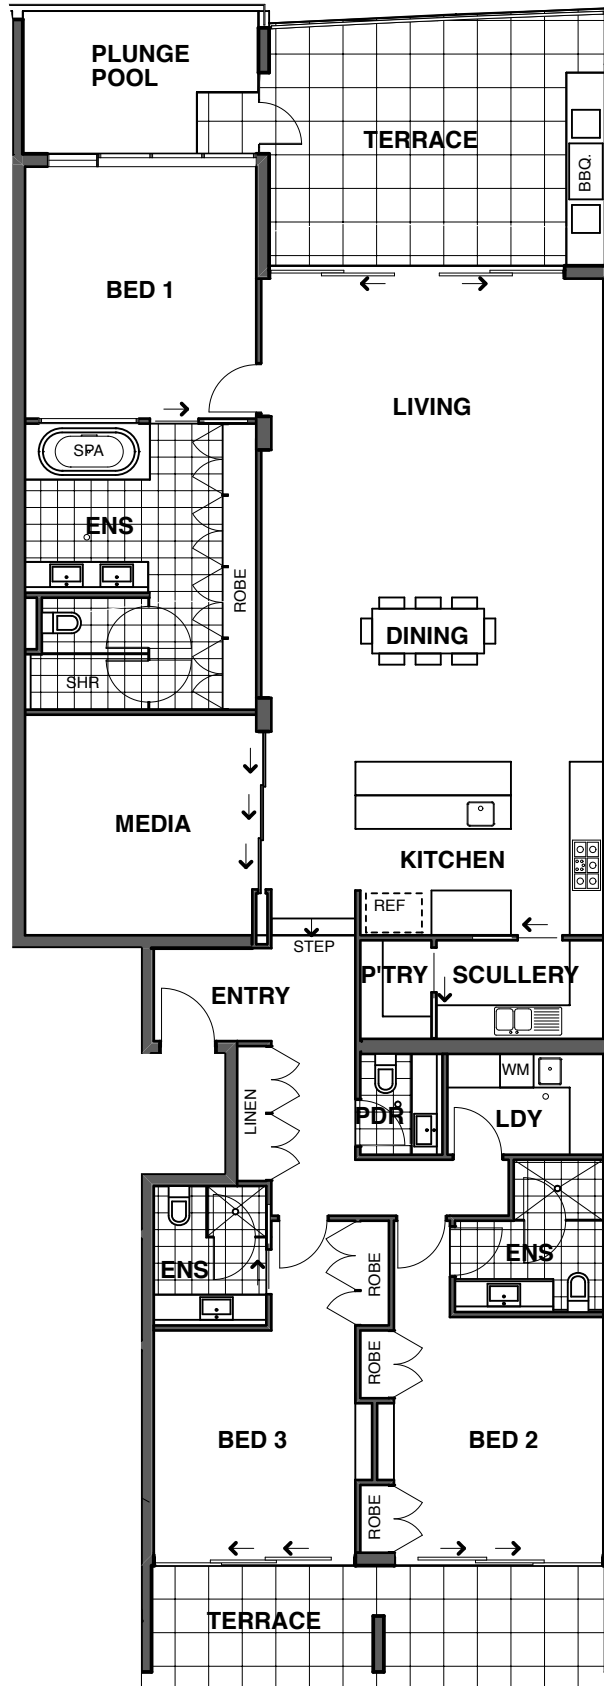 PLUNGE
POOL
TERRACE
BBQ.
BED 1
LIVING
SPA
ENS
ROBE
DINING
SHR
MEDIA
KITCHEN
REF
STEP
P'TRY
SCULLERY
ENTRY
WM
LINEN
PDR
LDY
ENS
ENS
ROBE
ROBE
BED 3
BED 2
ROBE
TERRACE